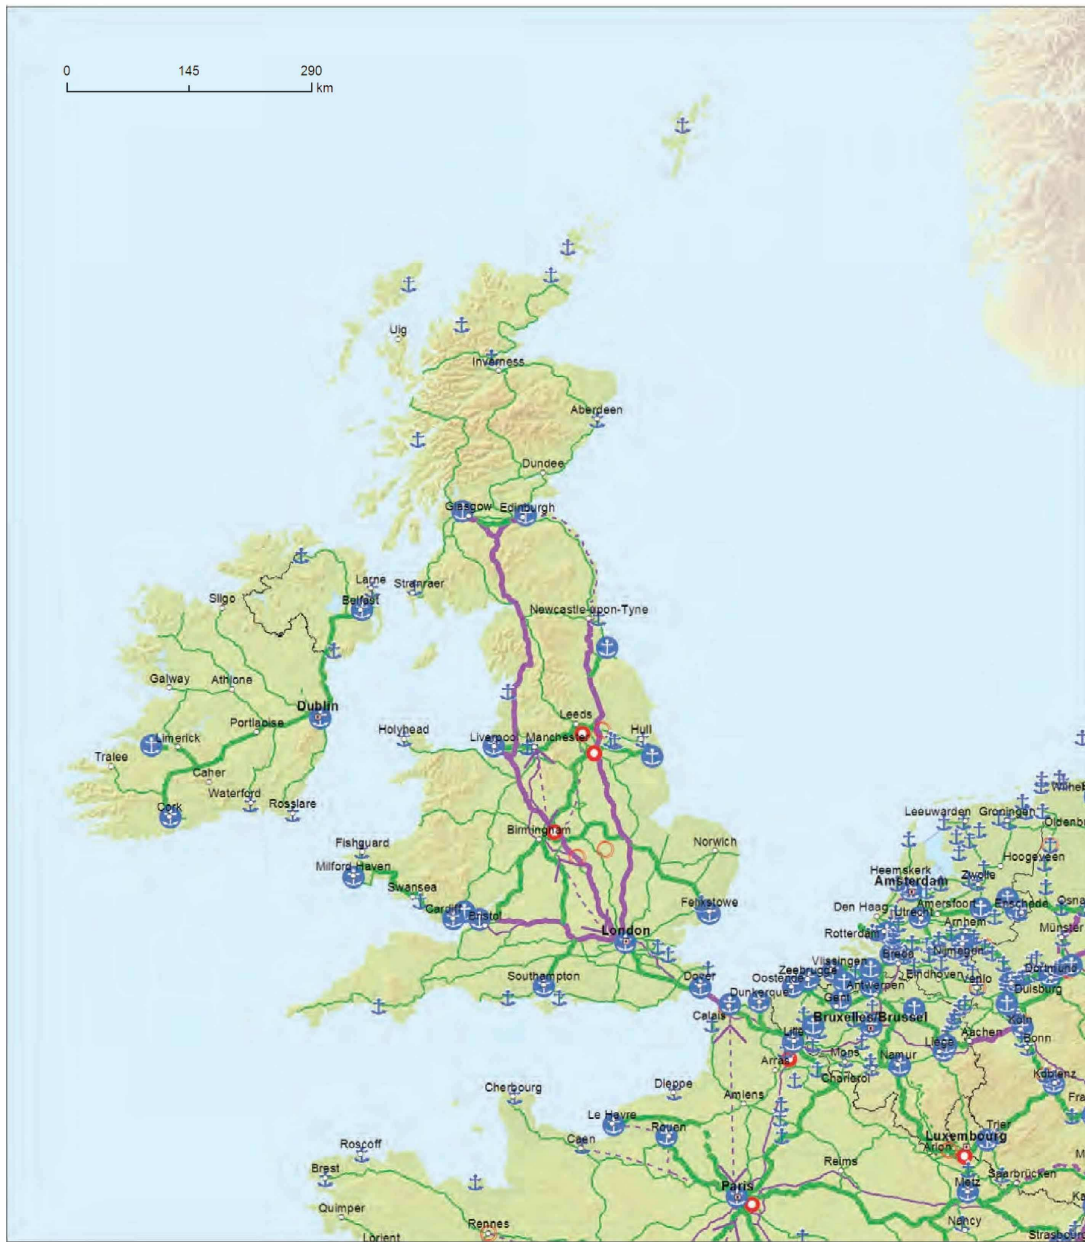 0 145 290
km
Uig
Inverness
Aberdeen
Dundee
Glasgow Edinburgh
Larne
Stranraer
Belfast
Sligo
Newcastle-upon-Tyne
Galway
Athlone
Dublin
Leeds
Holyhead
Hull
Portlaoise
Liverpool Manchester
Limerick
Tralee
Caher
Waterford
Rosslare
Cork
Birmingham
Norwich
Fishguard
Milford Haven
Swansea
Cardiff
Bristol
Felixstowe
London
Southampton
Dover
Leeuwarden
Groningen
Hoogeveen
Heemskerk
Zwolle
Amsterdam
Den Haag
Amersfoort
Enschede
Utrecht
Arnhem
Rotterdam
Nijmegen
Münster
Breda
Vlissingen
Zeebrugge
Oostende
Eindhoven
Venlo
Dortmund
Duisburg
Antwerpen
Dunkerque
Gent
Calais
Bruxelles/Brussel
Köln
Lille
Aachen
Bonn
Liège
Mons
Namur
Arras
Charleroi
Koblenz
Cherbourg
Dieppe
Amiens
Le Havre
Rouen
Caen
Trier
Luxembourg
Arlon
Roscoff
Reims
Brest
Saarbrücken
Paris
Metz
Quimper
Rennes
Nancy
Lorient